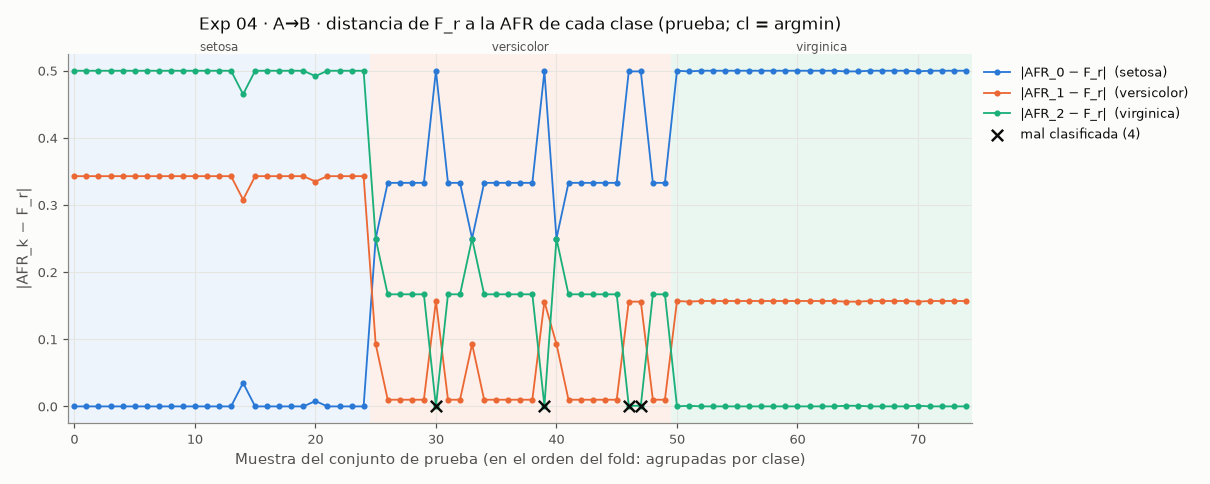 Exp 04 · A→B · distancia de F_r a la AFR de cada clase (prueba; cl = argmin)
setosa versicolor virginica
|AFR_0 − F_r| (setosa)
|AFR_1 − F_r| (versicolor)
|AFR_2 − F_r| (virginica)
mal clasificada (4)
|AFR_k − F_r|
0.5
0.4
0.3
0.2
0.1
0.0
0 10 20 30 40 50 60 70
Muestra del conjunto de prueba (en el orden del fold: agrupadas por clase)